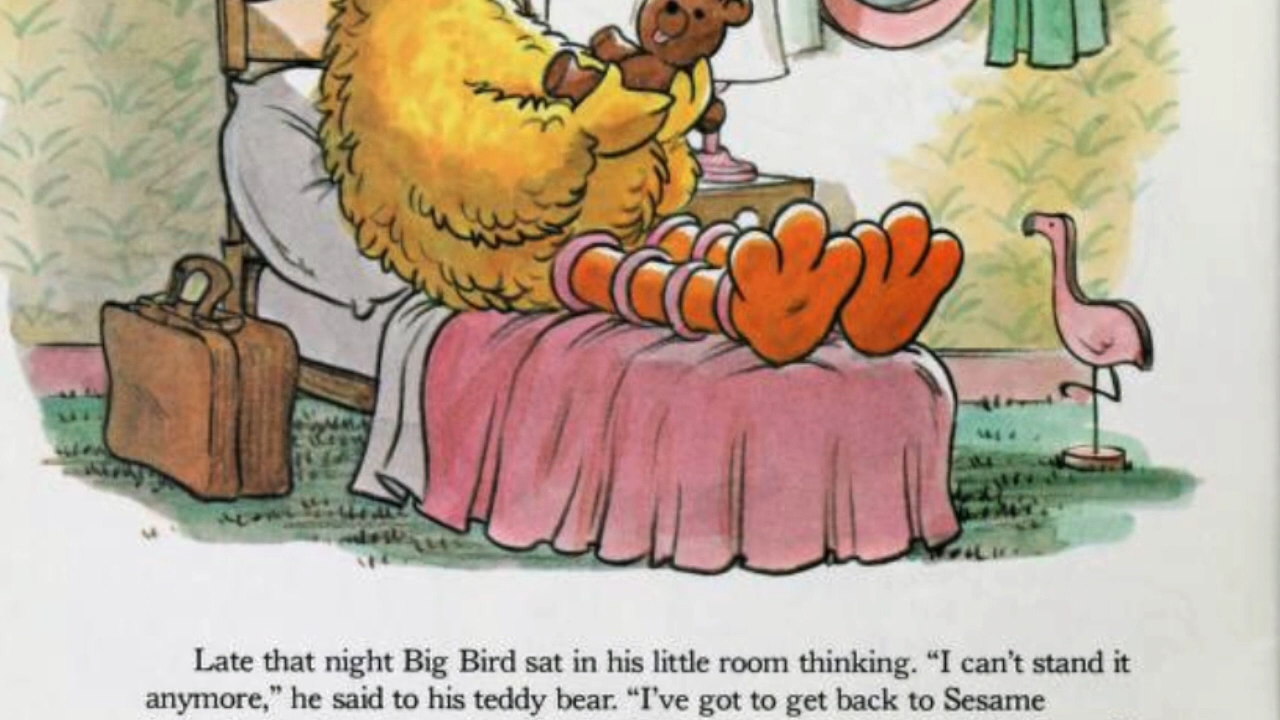 Late that night Big Bird sat in his little room thinking. “I can’t stand it
anymore,” he said to his teddy bear. “I’ve got to get back to Sesame